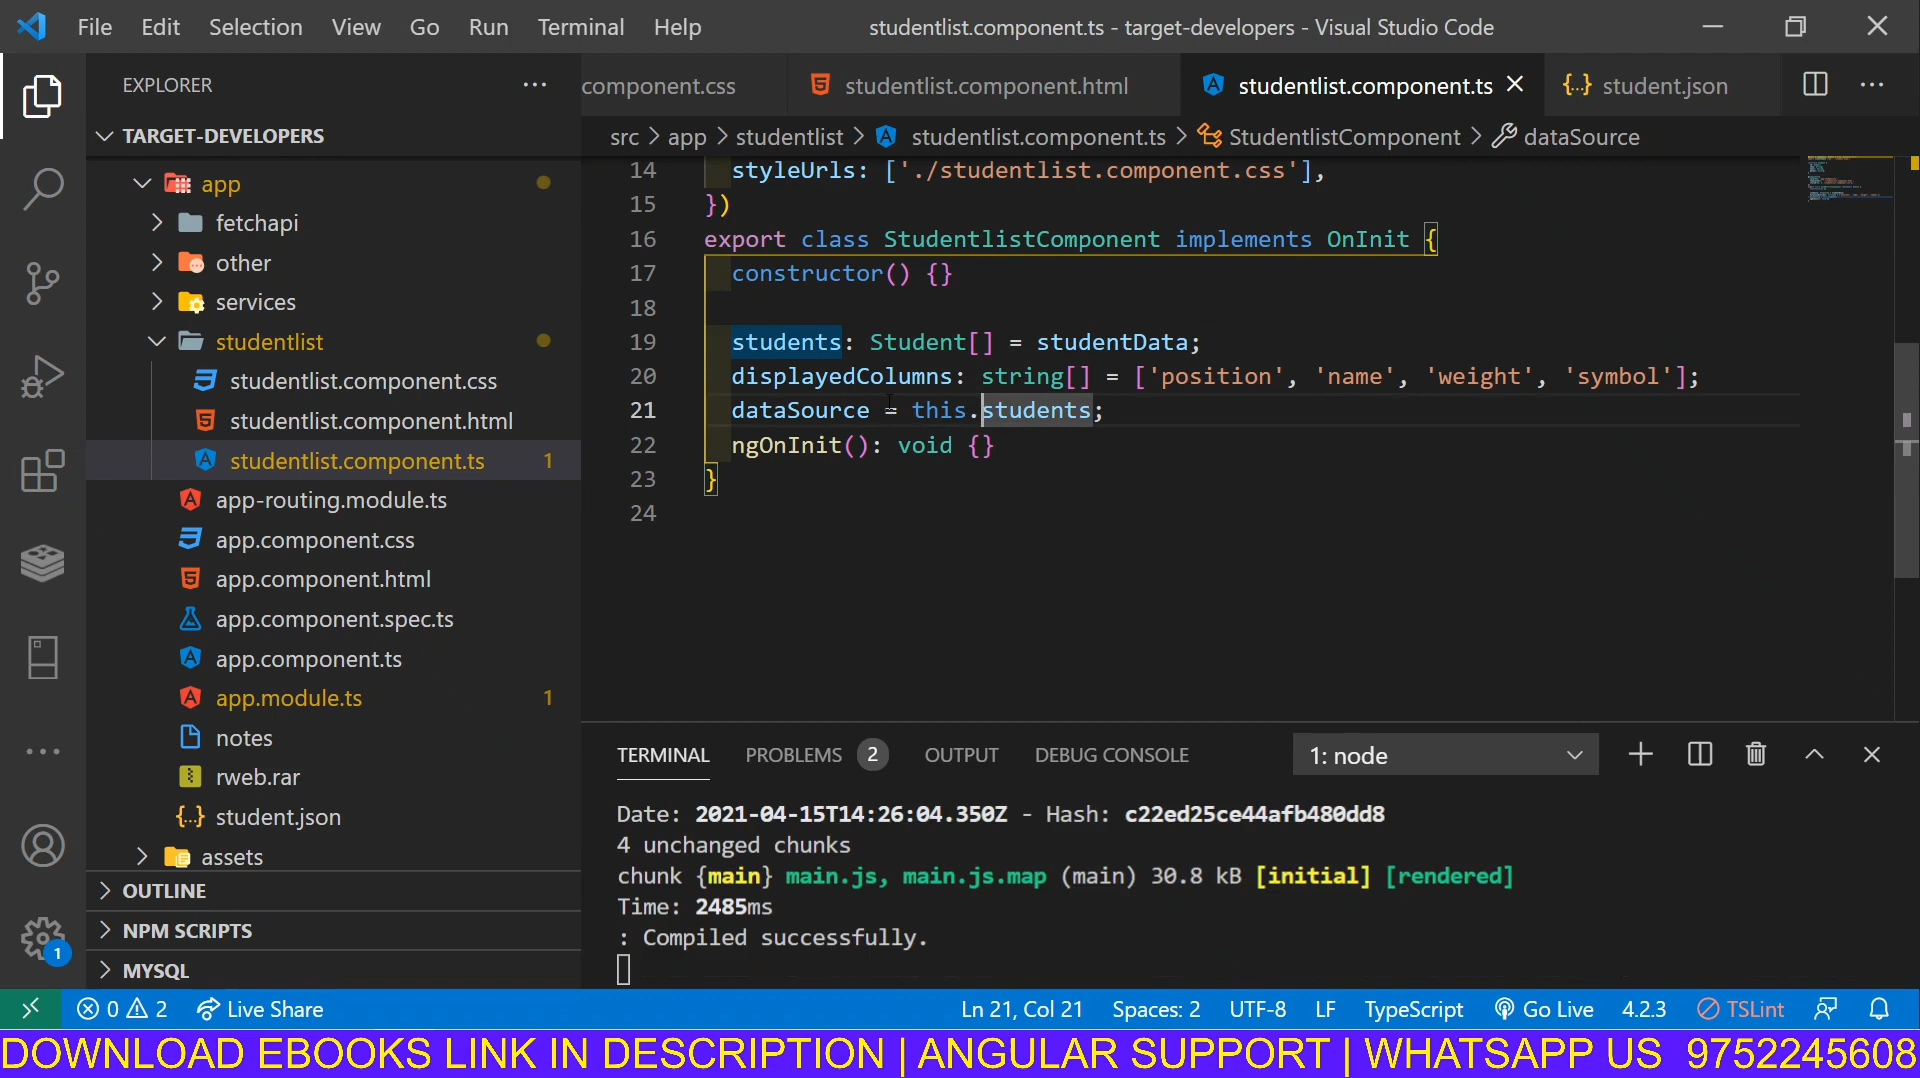 File Edit Selection View Go Run Terminal Help
studentlist.component.ts - target-developers - Visual Studio Code
EXPLORER
TARGET-DEVELOPERS
app
fetchapi
other
services
studentlist
studentlist.component.css
studentlist.component.html
studentlist.component.ts 1
app-routing.module.ts
app.component.css
app.component.html
app.component.spec.ts
app.component.ts
app.module.ts 1
notes
rweb.rar
student.json
assets
OUTLINE
NPM SCRIPTS
MYSQL
1
component.css studentlist.component.html studentlist.component.ts student.json
src > app > studentlist > studentlist.component.ts > StudentlistComponent > dataSource
14 styleUrls: ['./studentlist.component.css'],
15 })
16 export class StudentlistComponent implements OnInit {
17 constructor() {}
18
19 students: Student[] = studentData;
20 displayedColumns: string[] = ['position', 'name', 'weight', 'symbol'];
21 dataSource = this.students;
22 ngOnInit(): void {}
23 }
24
TERMINAL PROBLEMS 2 OUTPUT DEBUG CONSOLE 1: node
Date: 2021-04-15T14:26:04.350Z - Hash: c22ed25ce44afb480dd8
4 unchanged chunks
chunk {main} main.js, main.js.map (main) 30.8 kB [initial] [rendered]
Time: 2485ms
: Compiled successfully.
0 2 Live Share Ln 21, Col 21 Spaces: 2 UTF-8 LF TypeScript Go Live 4.2.3 TSLint
DOWNLOAD EBOOKS LINK IN DESCRIPTION | ANGULAR SUPPORT | WHATSAPP US 9752245608